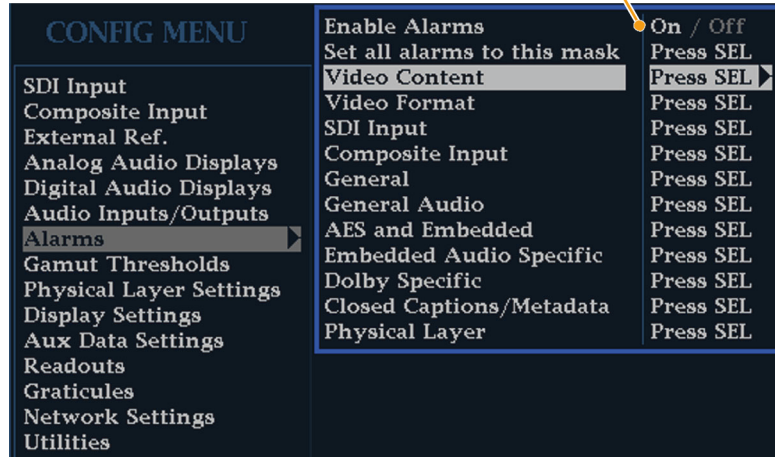 CONFIG MENU
SDI Input
Composite Input
External Ref.
Analog Audio Displays
Digital Audio Displays
Audio Inputs/Outputs
Alarms
Gamut Thresholds
Physical Layer Settings
Display Settings
Aux Data Settings
Readouts
Graticules
Network Settings
Utilities
Enable Alarms On / Off
Set all alarms to this mask Press SEL
Video Content Press SEL
Video Format Press SEL
SDI Input Press SEL
Composite Input Press SEL
General Press SEL
General Audio Press SEL
AES and Embedded Press SEL
Embedded Audio Specific Press SEL
Dolby Specific Press SEL
Closed Captions/Metadata Press SEL
Physical Layer Press SEL